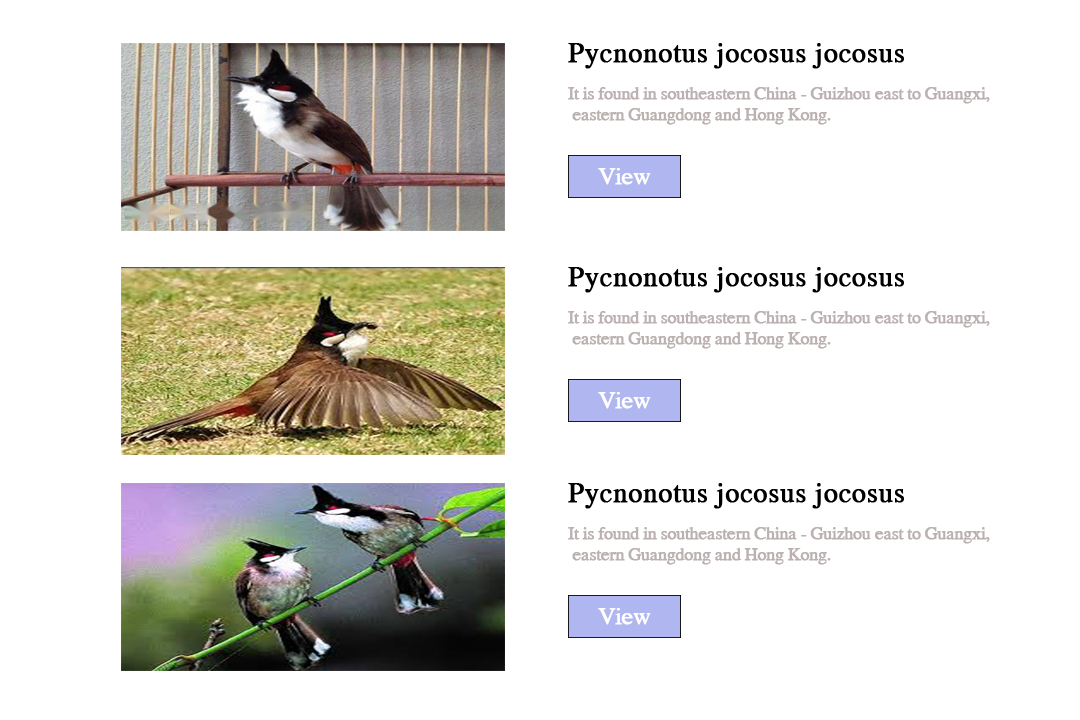 Pycnonotus jocosus jocosus
It is found in southeastern China - Guizhou east to Guangxi,
eastern Guangdong and Hong Kong.
View
Pycnonotus jocosus jocosus
It is found in southeastern China - Guizhou east to Guangxi,
eastern Guangdong and Hong Kong.
View
Pycnonotus jocosus jocosus
It is found in southeastern China - Guizhou east to Guangxi,
eastern Guangdong and Hong Kong.
View